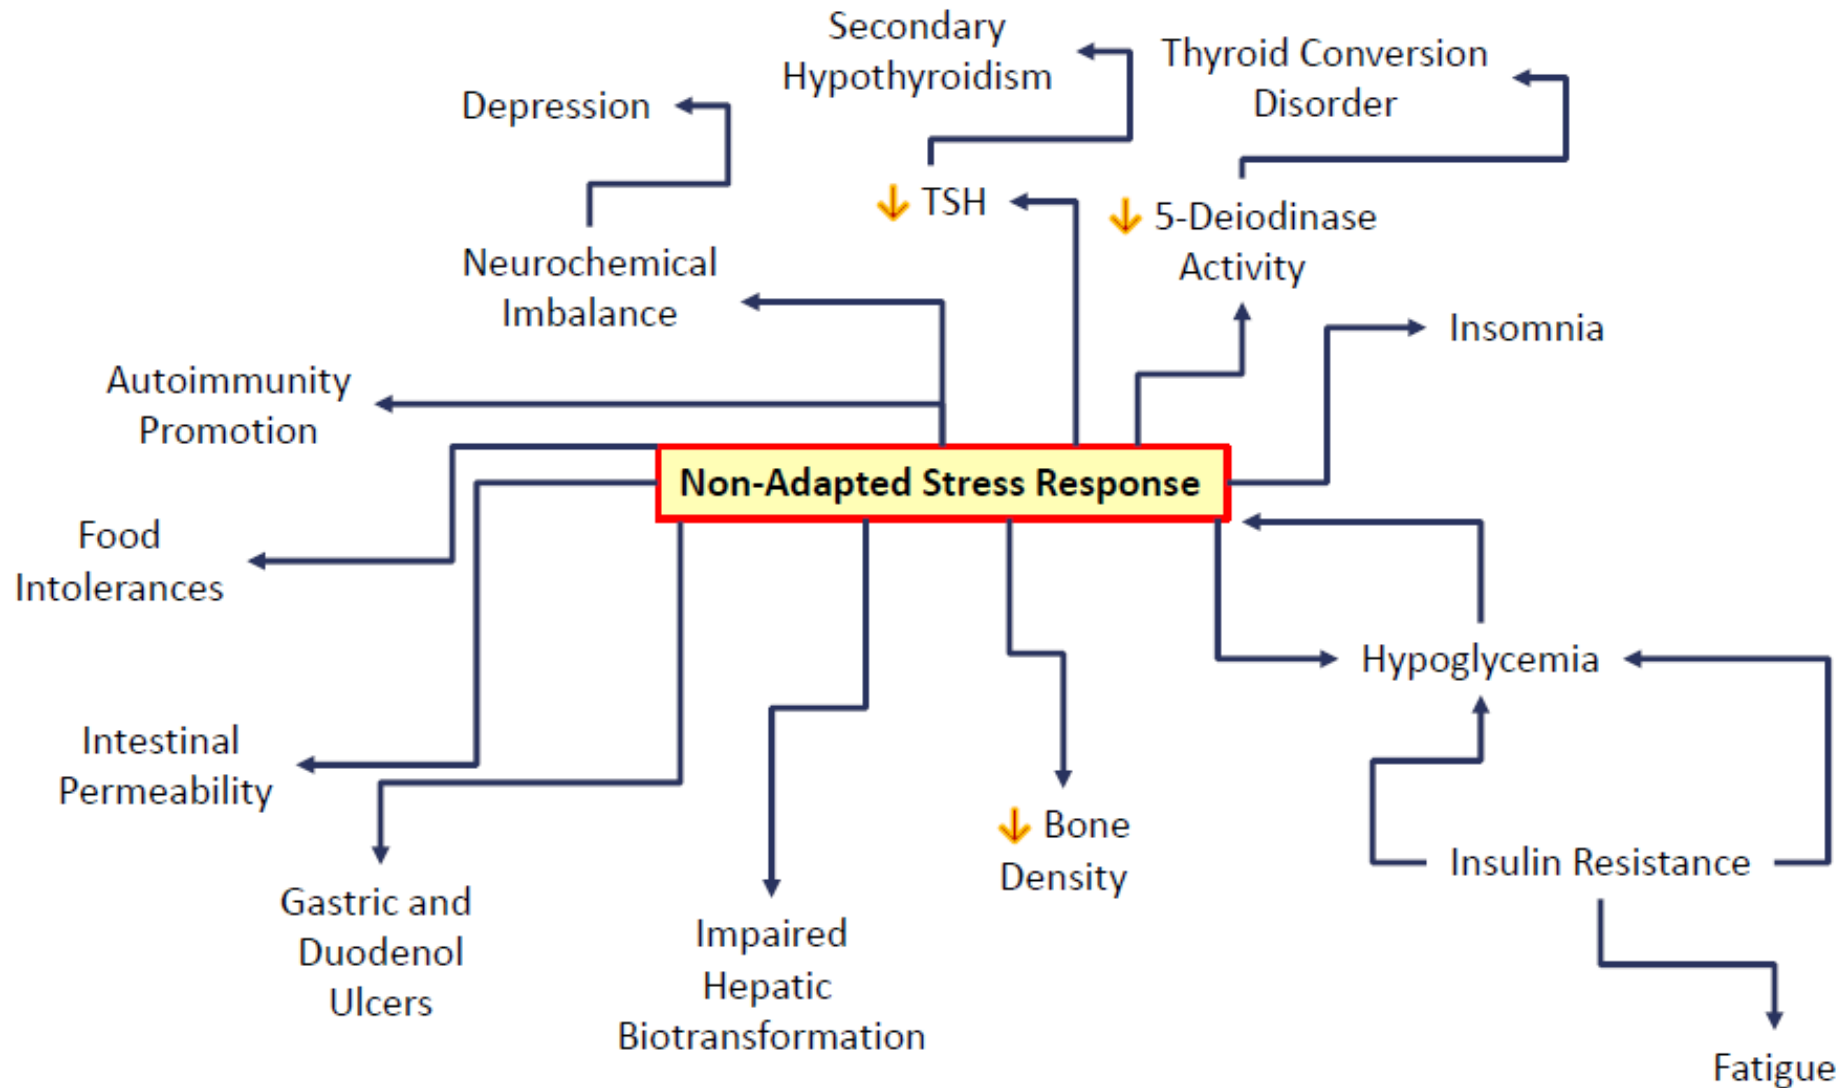 Secondary
Hypothyroidism
Thyroid Conversion
Disorder
Depression
↓ TSH
↓ 5-Deiodinase
Activity
Neurochemical
Imbalance
Insomnia
Autoimmunity
Promotion
Non-Adapted Stress Response
Food
Intolerances
Hypoglycemia
Intestinal
Permeability
↓ Bone
Density
Insulin Resistance
Gastric and
Duodenol
Ulcers
Impaired
Hepatic
Biotransformation
Fatigue